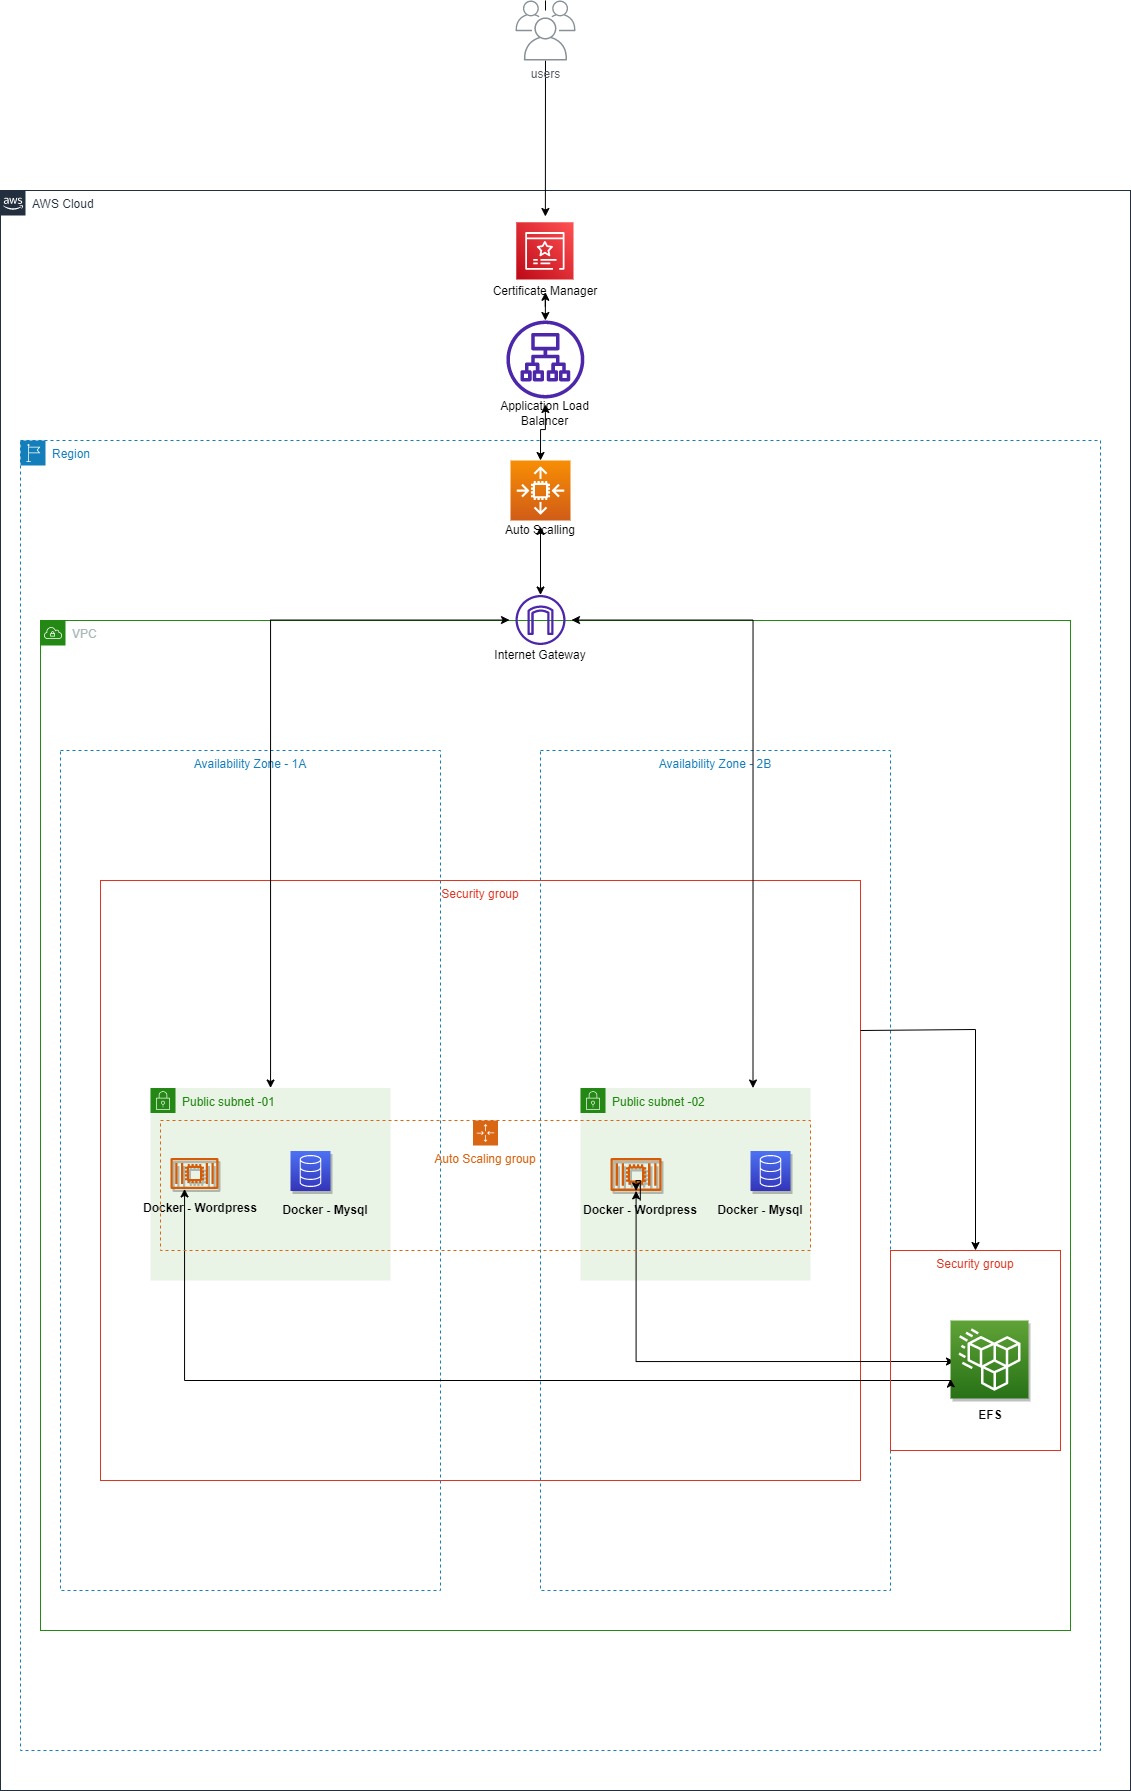 users
aws
AWS Cloud
Certificate Manager
Application Load
Balancer
Region
Auto Scalling
VPC
Internet Gateway
Availability Zone - 1A
Availability Zone - 2B
Security group
Public subnet -01
Public subnet -02
Auto Scaling group
Docker - Wordpress
Docker - Mysql
Docker - Wordpress
Docker - Mysql
Security group
EFS